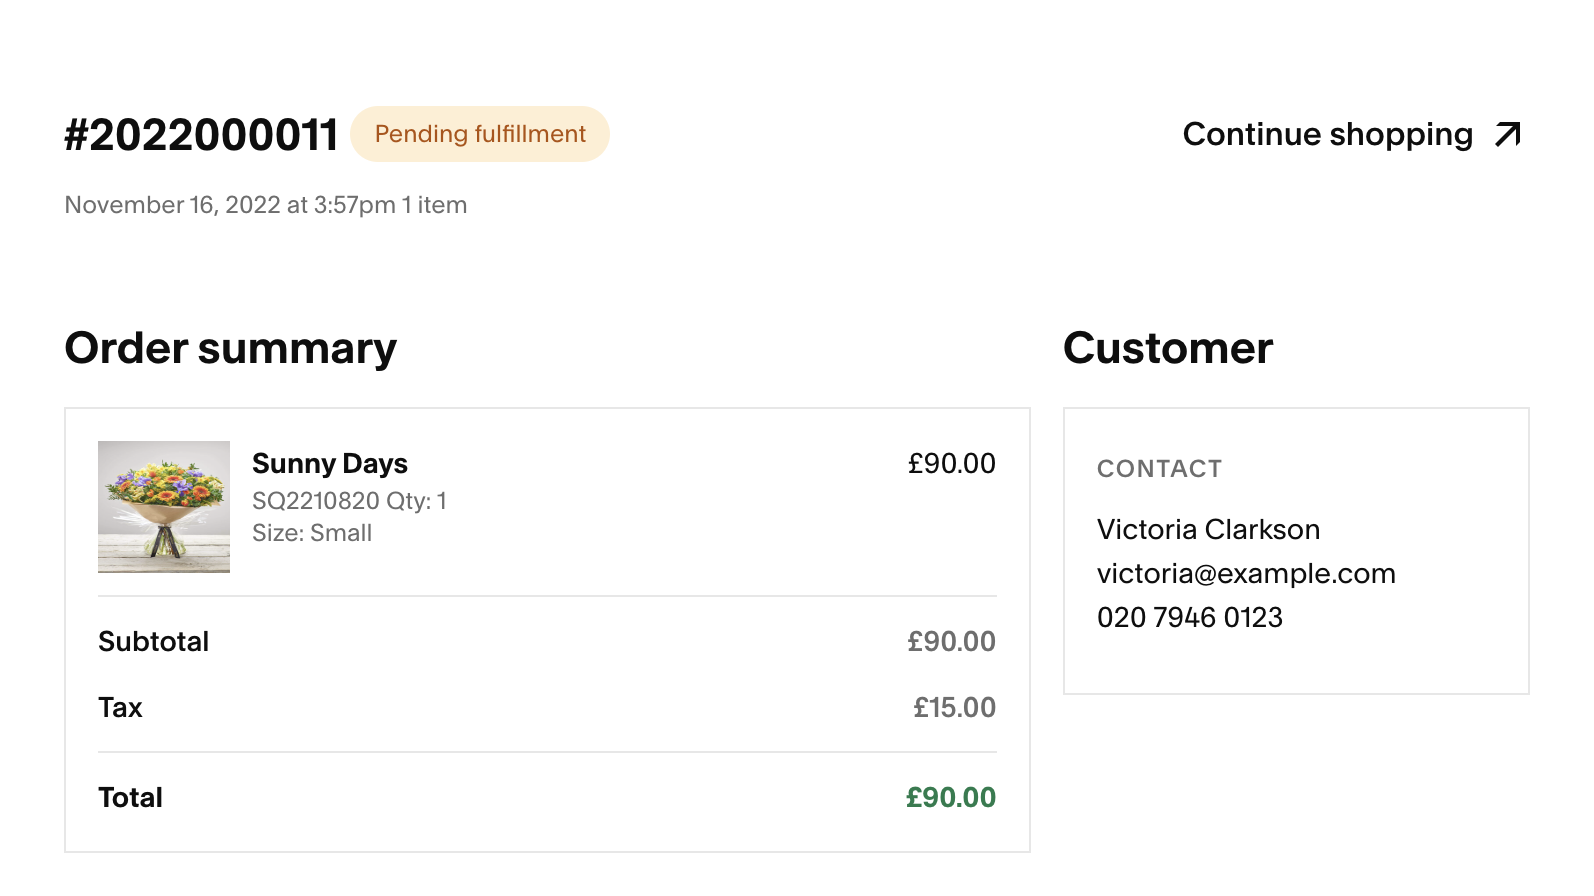 #2022000011 Pending fulfillment
Continue shopping
November 16, 2022 at 3:57pm 1 item
Order summary
Sunny Days £90.00
SQ2210820 Qty: 1
Size: Small
Subtotal £90.00
Tax £15.00
Total £90.00
Customer
CONTACT
Victoria Clarkson
victoria@example.com
020 7946 0123